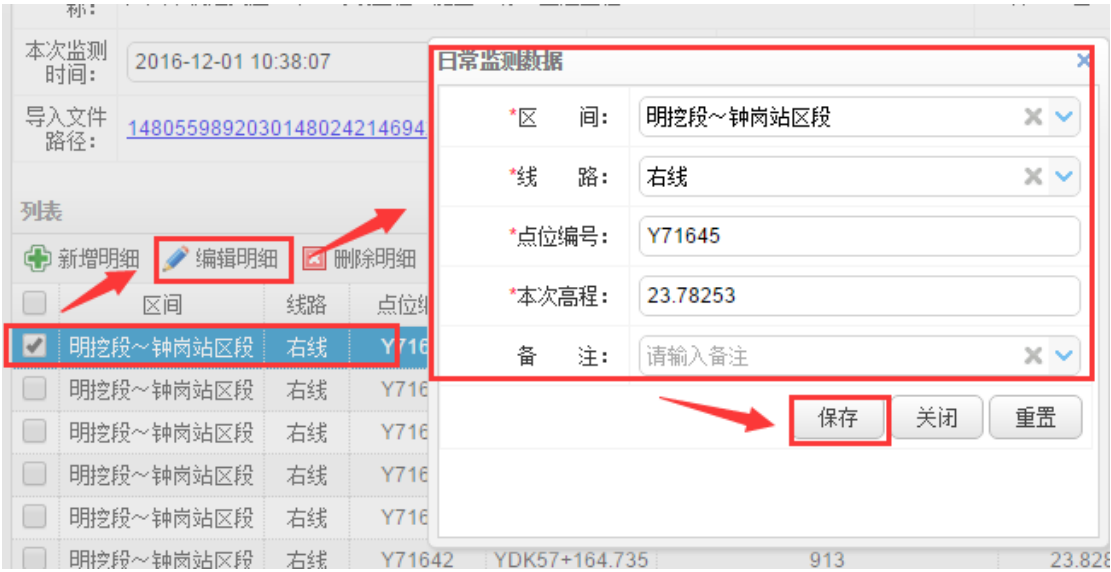 称：
本次监测
时间：
2016-12-01 10:38:07
导入文件
路径：
1480559892030148024214694
列表
新增明细 编辑明细 删除明细
区间 线路 点位编
明挖段～钟岗站区段 右线 Y716
明挖段～钟岗站区段 右线 Y716
明挖段～钟岗站区段 右线 Y716
明挖段～钟岗站区段 右线 Y716
明挖段～钟岗站区段 右线 Y716
明挖段～钟岗站区段 右线 Y71642 YDK57+164.735 913 23.828
日常监测数据
*区 间： 明挖段～钟岗站区段
*线 路： 右线
*点位编号： Y71645
*本次高程： 23.78253
备 注： 请输入备注
保存 关闭 重置